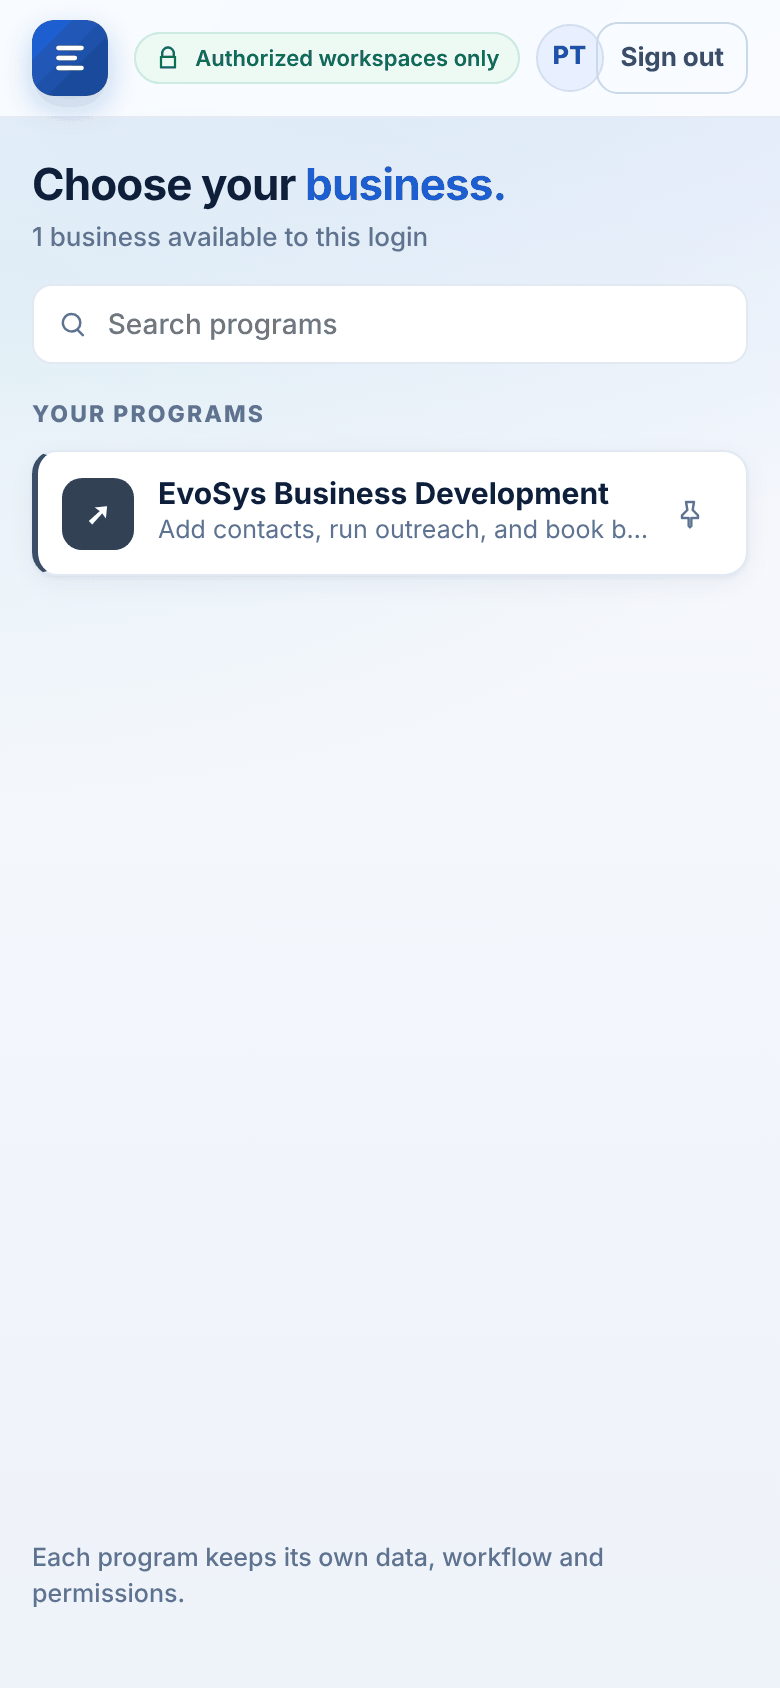 Authorized workspaces only
PT
Sign out
Choose your business.
1 business available to this login
Search programs
YOUR PROGRAMS
EvoSys Business Development
Add contacts, run outreach, and book b...
Each program keeps its own data, workflow and
permissions.